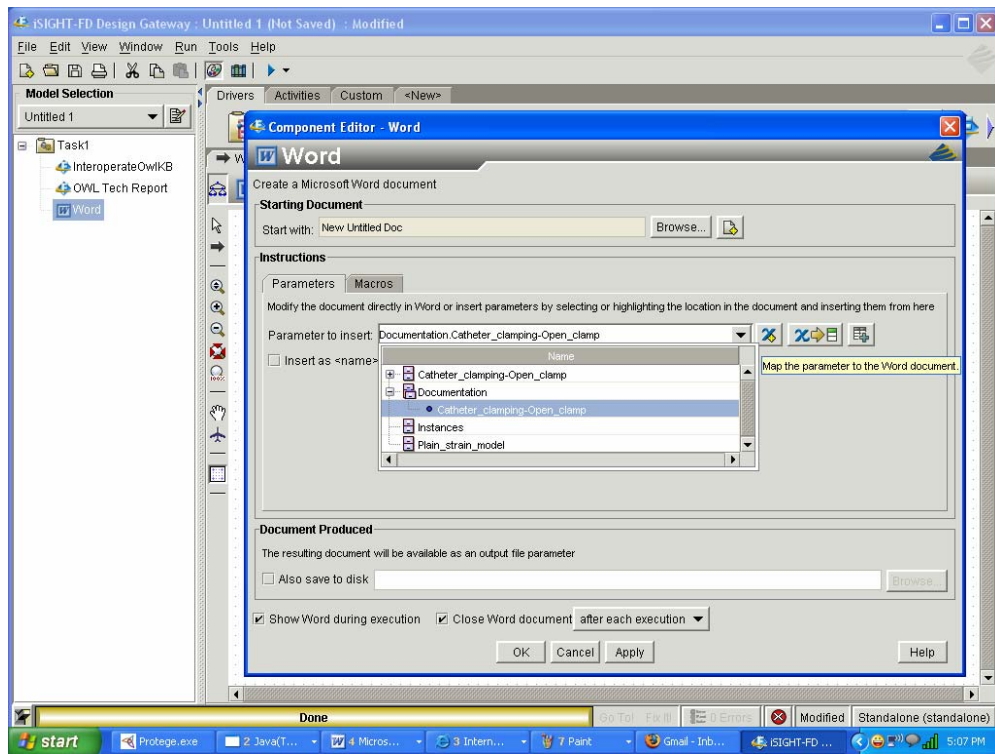 iSIGHT-FD Design Gateway : Untitled 1 (Not Saved) : Modified
File Edit View Window Run Tools Help
Model Selection
Drivers Activities Custom <New>
Untitled 1
Component Editor - Word
Task1
W
Word
InteroperateOwlKB
OWL Tech Report
Create a Microsoft Word document
Word
Starting Document
Start with: New Untitled Doc Browse...
Instructions
Parameters Macros
Modify the document directly in Word or insert parameters by selecting or highlighting the location in the document and inserting them from here
Parameter to insert: Documentation.Catheter_clamping-Open_clamp
Insert as <name>
Name
Map the parameter to the Word document.
Catheter_clamping-Open_clamp
100%
Documentation
Catheter_clamping-Open_clamp
Instances
Plain_strain_model
Document Produced
The resulting document will be available as an output file parameter
Also save to disk Browse...
Show Word during execution Close Word document after each execution
OK Cancel Apply Help
Done Go To! Fix It! 0 Errors Modified Standalone (standalone)
start Protege.exe 2 Java(T... 4 Micros... 3 Intern... 7 Paint Gmail - Inb... iSIGHT-FD ... 5:07 PM